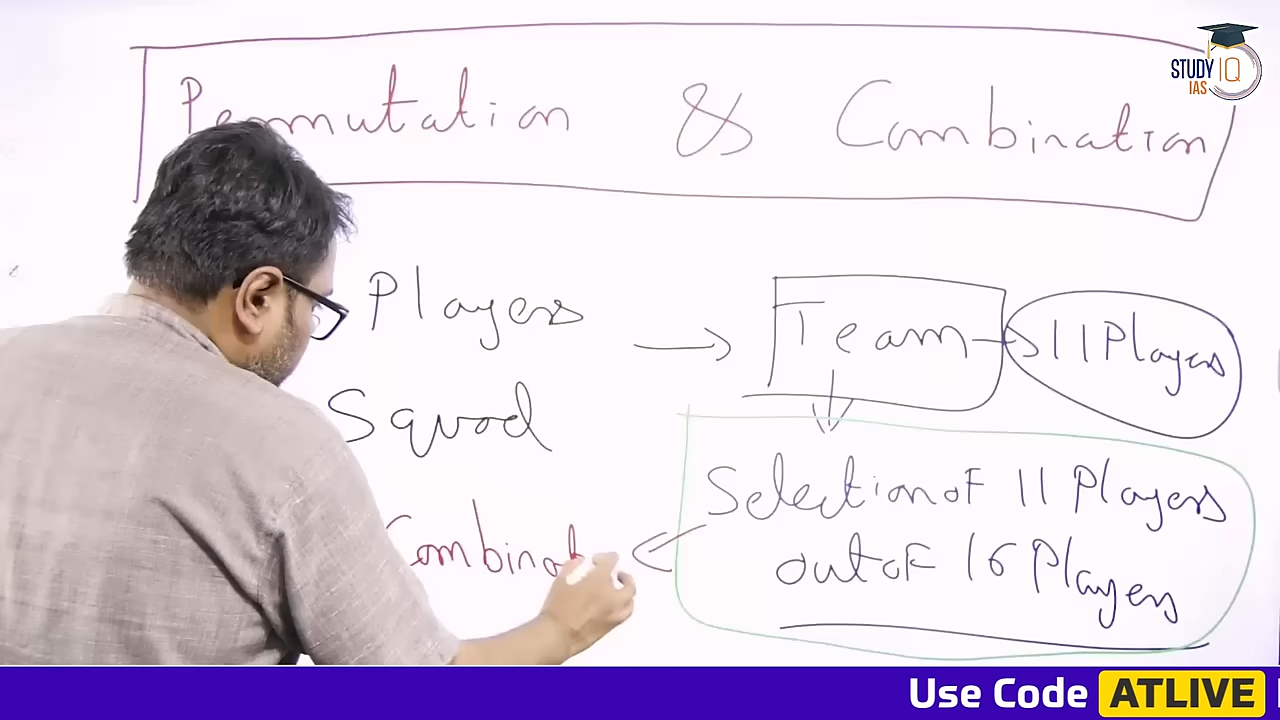 STUDY IQ
IAS
Permutation & Combination
Players
Team
11 Players
Squad
Selection of 11 Players
out of 16 Players
Combinat
Use Code ATLIVE